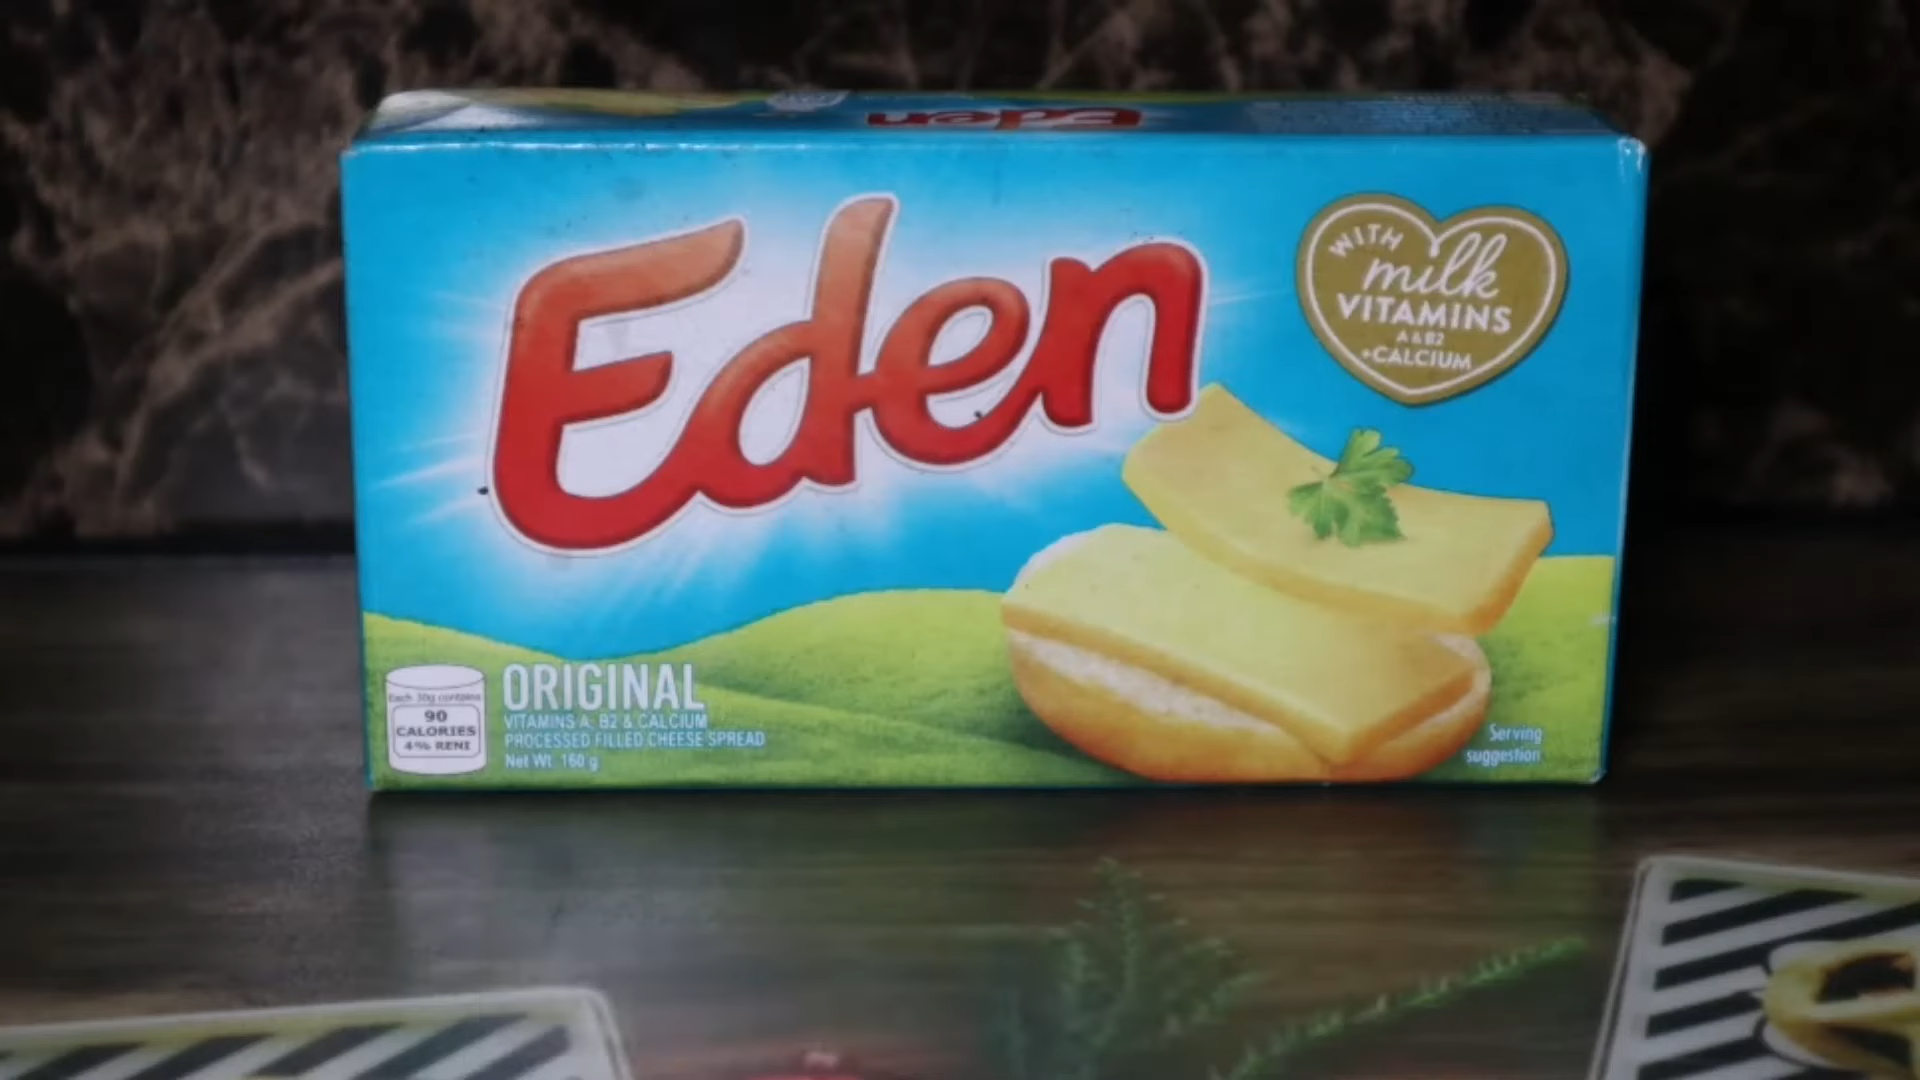 Eden
Eden
WITH
milk
VITAMINS
A & B2
+CALCIUM
Each 30g contains
90
CALORIES
4% RENI
ORIGINAL
VITAMINS A, B2 & CALCIUM
PROCESSED FILLED CHEESE SPREAD
Net Wt. 160 g
Serving
suggestion